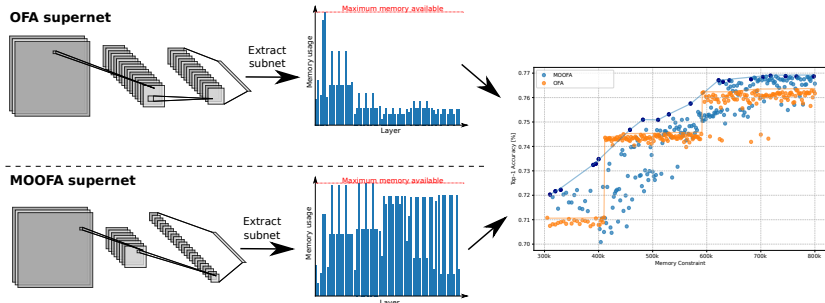 OFA supernet
Extract
subnet
Maximum memory available
Memory usage
Layer
MOOFA supernet
Extract
subnet
Maximum memory available
Memory usage
Layer
MOOFA
OFA
Top-1 Accuracy [%]
0.77
0.76
0.75
0.74
0.73
0.72
0.71
0.70
300k 400k 500k 600k 700k 800k
Memory Constraint